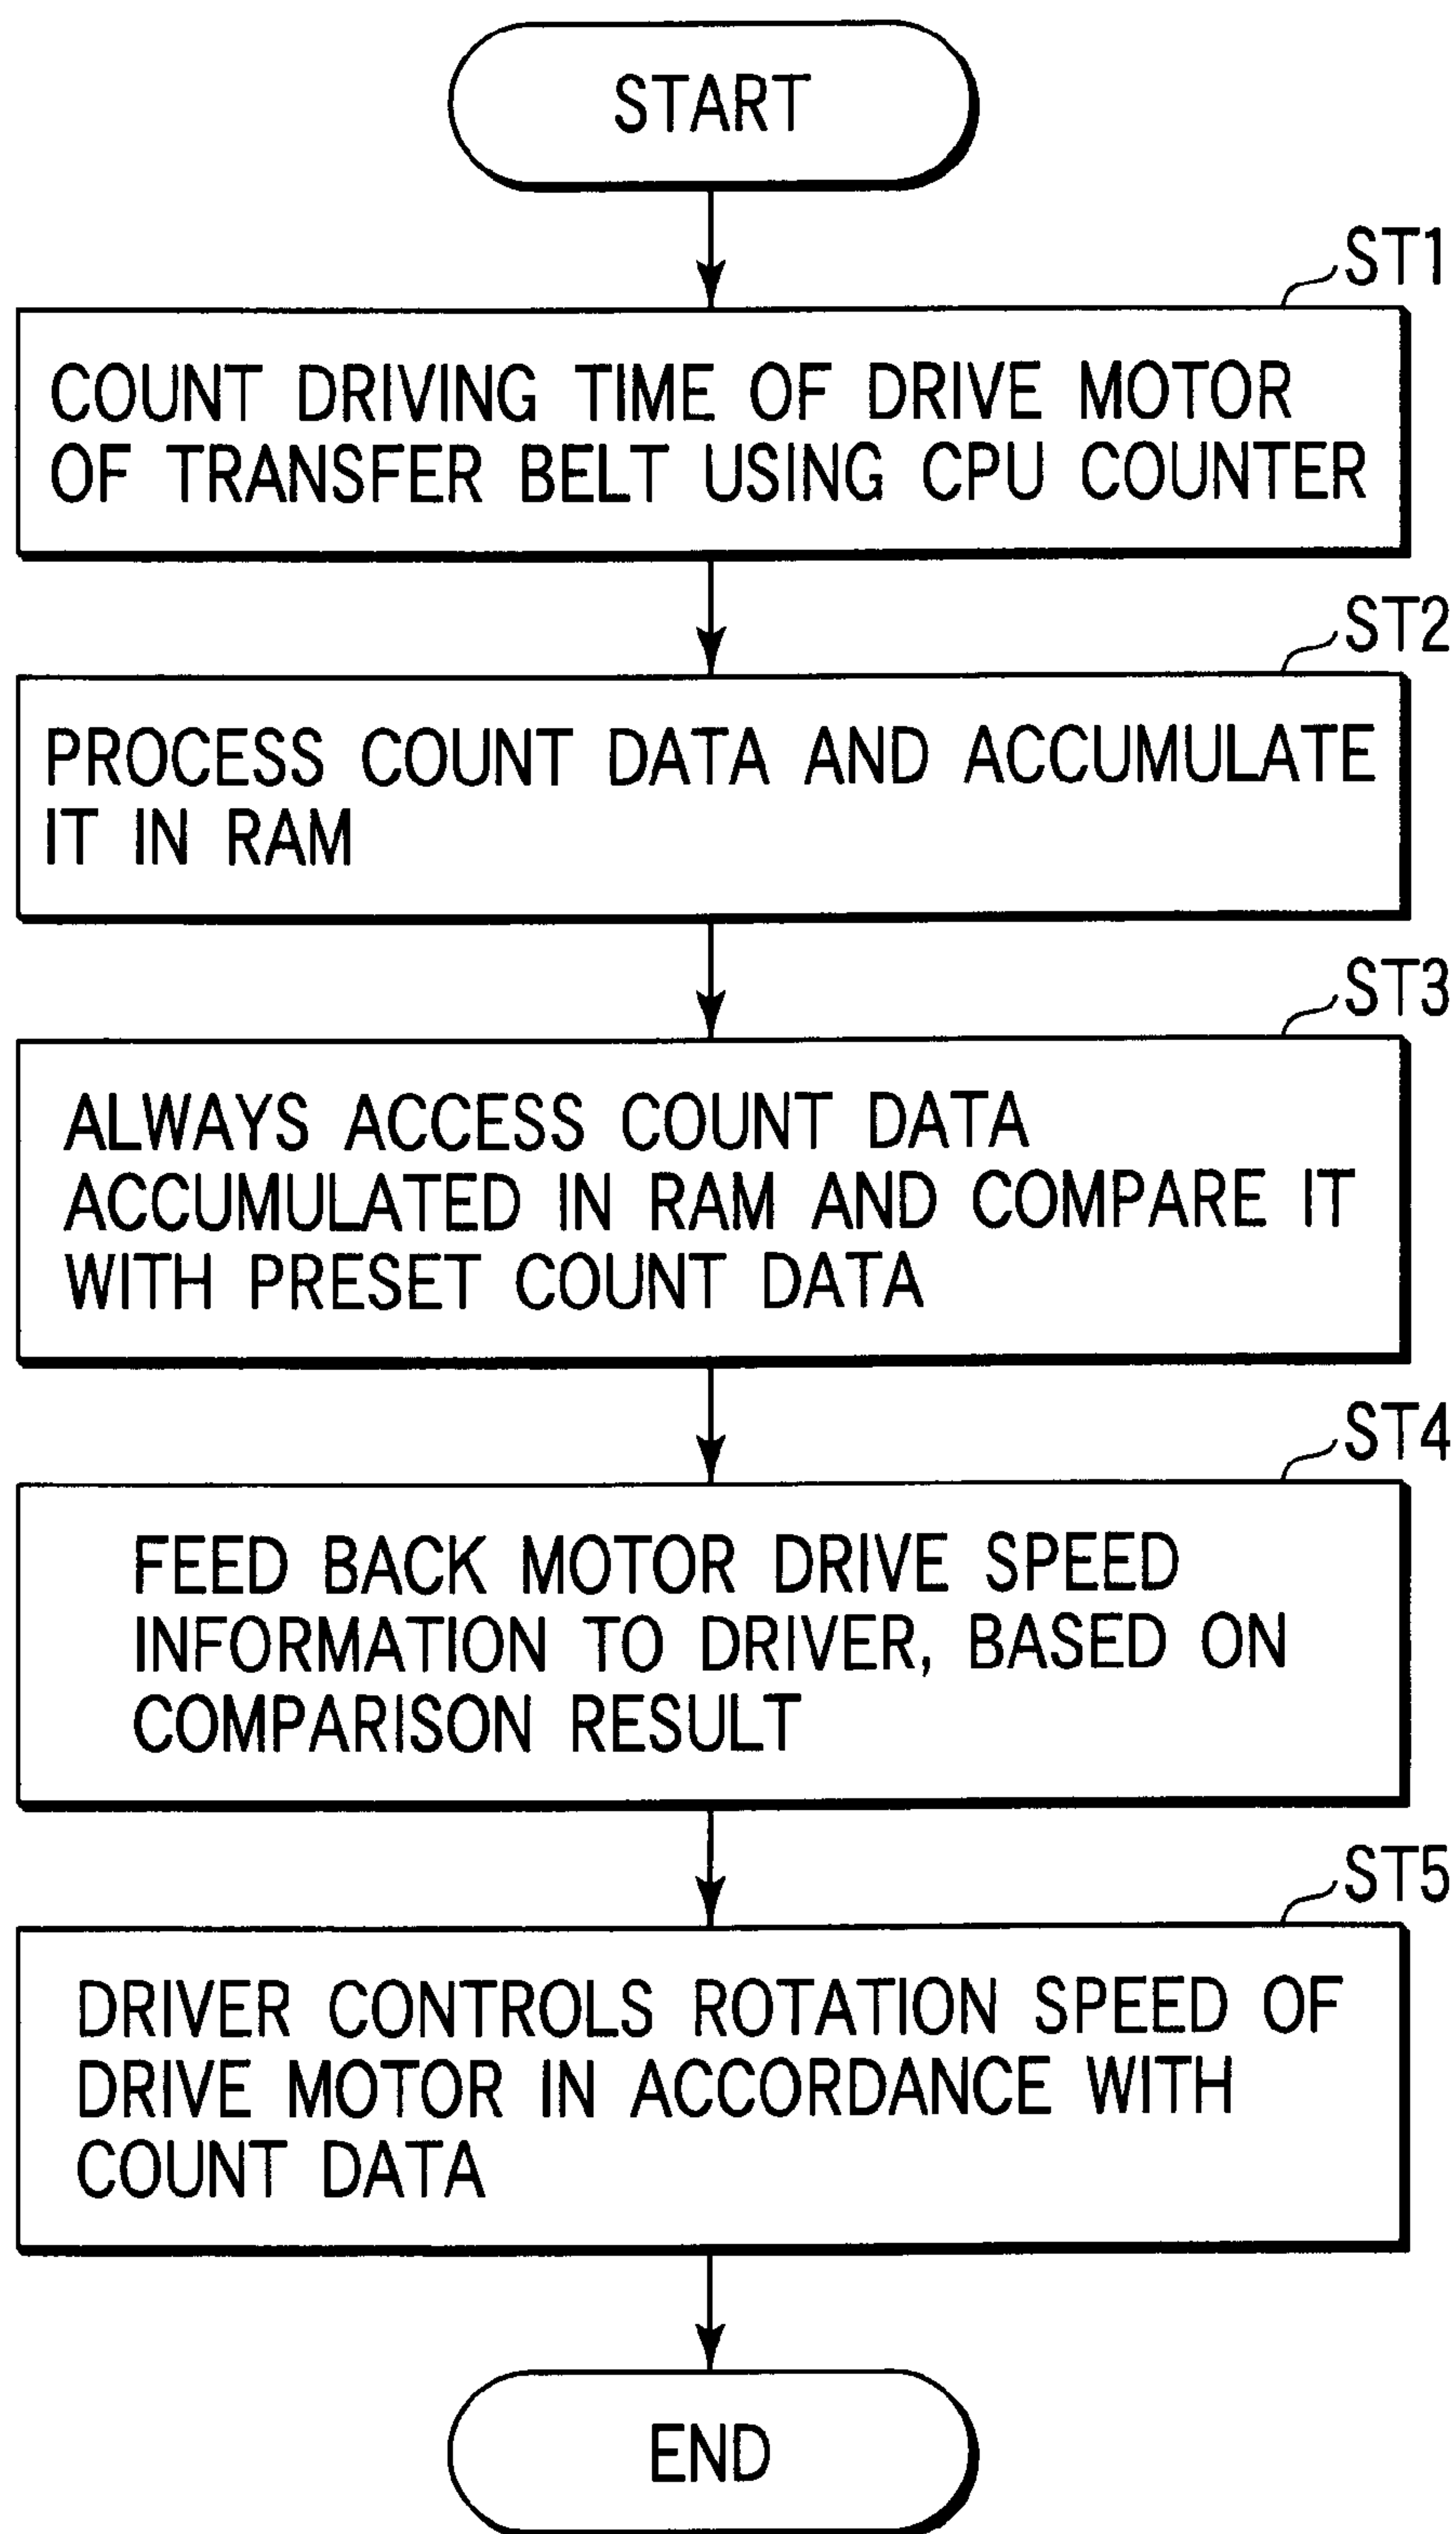 START
ST1
COUNT DRIVING TIME OF DRIVE MOTOR
OF TRANSFER BELT USING CPU COUNTER
ST2
PROCESS COUNT DATA AND ACCUMULATE
IT IN RAM
ST3
ALWAYS ACCESS COUNT DATA
ACCUMULATED IN RAM AND COMPARE IT
WITH PRESET COUNT DATA
ST4
FEED BACK MOTOR DRIVE SPEED
INFORMATION TO DRIVER, BASED ON
COMPARISON RESULT
ST5
DRIVER CONTROLS ROTATION SPEED OF
DRIVE MOTOR IN ACCORDANCE WITH
COUNT DATA
END